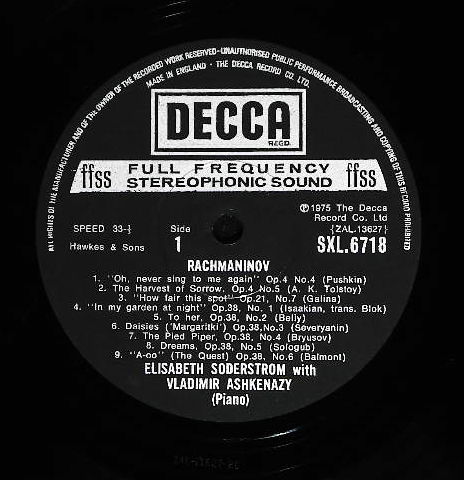 ALL RIGHTS OF THE MANUFACTURER AND OF THE OWNER OF THE RECORDED WORK RESERVED-UNAUTHORISED PUBLIC PERFORMANCE BROADCASTING AND COPYING OF THIS RECORD PROHIBITED
MADE IN ENGLAND • THE DECCA RECORD CO. LTD.
DECCA
REGD.
ffss FULL FREQUENCY ffss
STEREOPHONIC SOUND
℗1975 The Decca
Record Co. Ltd
SPEED 33⅓ Side {ZAL.13627}
Hawkes & Sons 1 SXL.6718
RACHMANINOV
1. "Oh, never sing to me again" Op.4 No.4 (Pushkin)
2. The Harvest of Sorrow. Op.4 No.5 (A. K. Tolstoy)
3. "How fair this spot" Op.21, No.7 (Galina)
4. "In my garden at night" Op.38, No. 1 (Isaakian, trans. Blok)
5. To her, Op.38, No.2 (Belly)
6. Daisies ('Margaritki') Op.38,No.3 (Severyanin)
7. The Pied Piper, Op.38, No.4 (Bryusov)
8. Dreams, Op.38, No.5 (Sologub)
9. "A-oo" (The Quest) Op.38, No.6 (Balmont)
ELISABETH SODERSTROM with
VLADIMIR ASHKENAZY
(Piano)